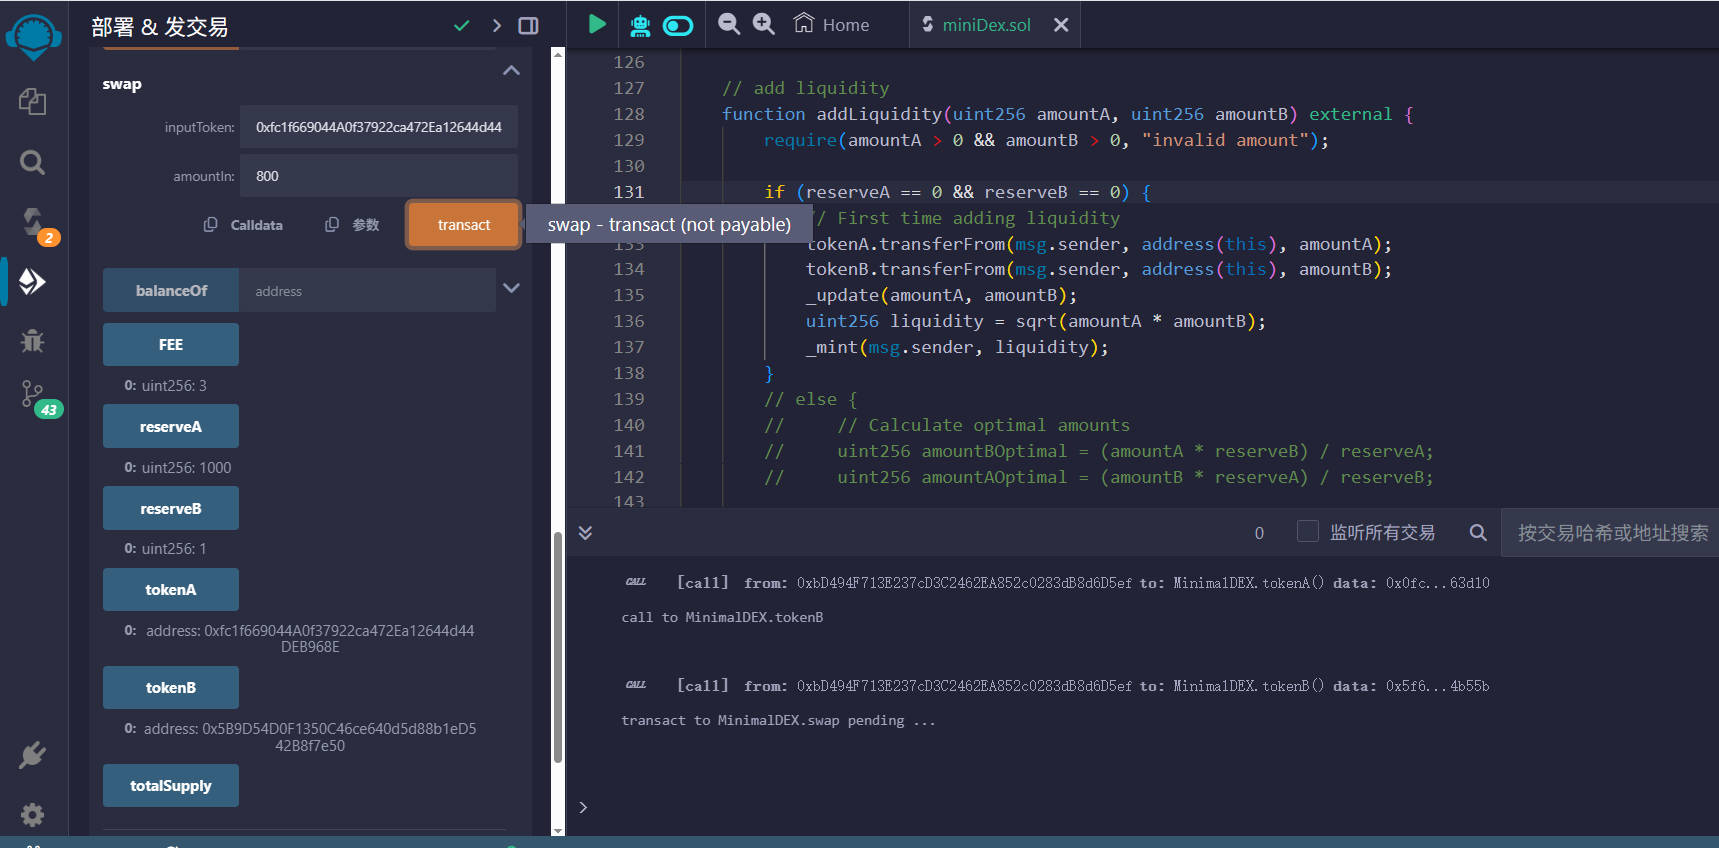 部署 & 发交易
Home
miniDex.sol
swap
inputToken: 0xfc1f669044A0f37922ca472Ea12644d44
amountIn: 800
Calldata 参数 transact
swap - transact (not payable)
balanceOf address
FEE
0: uint256: 3
reserveA
0: uint256: 1000
reserveB
0: uint256: 1
tokenA
0: address: 0xfc1f669044A0f37922ca472Ea12644d44
DEB968E
tokenB
0: address: 0x5B9D54D0F1350C46ce640d5d88b1eD5
42B8f7e50
totalSupply
2
43
126
127 // add liquidity
128 function addLiquidity(uint256 amountA, uint256 amountB) external {
129 require(amountA > 0 && amountB > 0, "invalid amount");
130
131 if (reserveA == 0 && reserveB == 0) {
/ First time adding liquidity
133 tokenA.transferFrom(msg.sender, address(this), amountA);
134 tokenB.transferFrom(msg.sender, address(this), amountB);
135 _update(amountA, amountB);
136 uint256 liquidity = sqrt(amountA * amountB);
137 _mint(msg.sender, liquidity);
138 }
139 // else {
140 // // Calculate optimal amounts
141 // uint256 amountBOptimal = (amountA * reserveB) / reserveA;
142 // uint256 amountAOptimal = (amountB * reserveA) / reserveB;
143
0 监听所有交易 按交易哈希或地址搜索
CALL [call] from: 0xbD494F713E237cD3C2462EA852c0283dB8d6D5ef to: MinimalDEX.tokenA() data: 0x0fc...63d10
call to MinimalDEX.tokenB
CALL [call] from: 0xbD494F713E237cD3C2462EA852c0283dB8d6D5ef to: MinimalDEX.tokenB() data: 0x5f6...4b55b
transact to MinimalDEX.swap pending ...
>